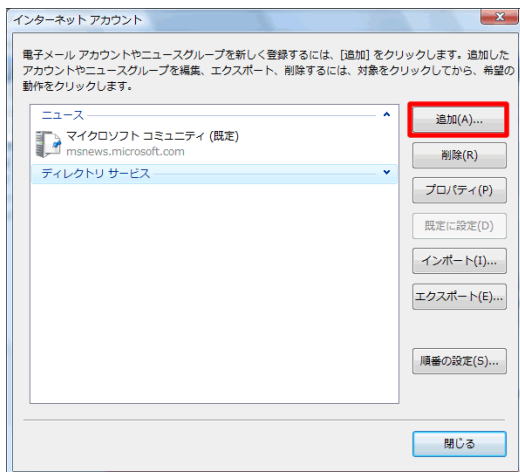 インターネット アカウント
電子メール アカウントやニュースグループを新しく登録するには、[追加] をクリックします。追加した
アカウントやニュースグループを編集、エクスポート、削除するには、対象をクリックしてから、希望の
動作をクリックします。
ニュース
マイクロソフト コミュニティ (既定)
msnews.microsoft.com
ディレクトリ サービス
追加(A)...
削除(R)
プロパティ(P)
既定に設定(D)
インポート(I)...
エクスポート(E)...
順番の設定(S)...
閉じる